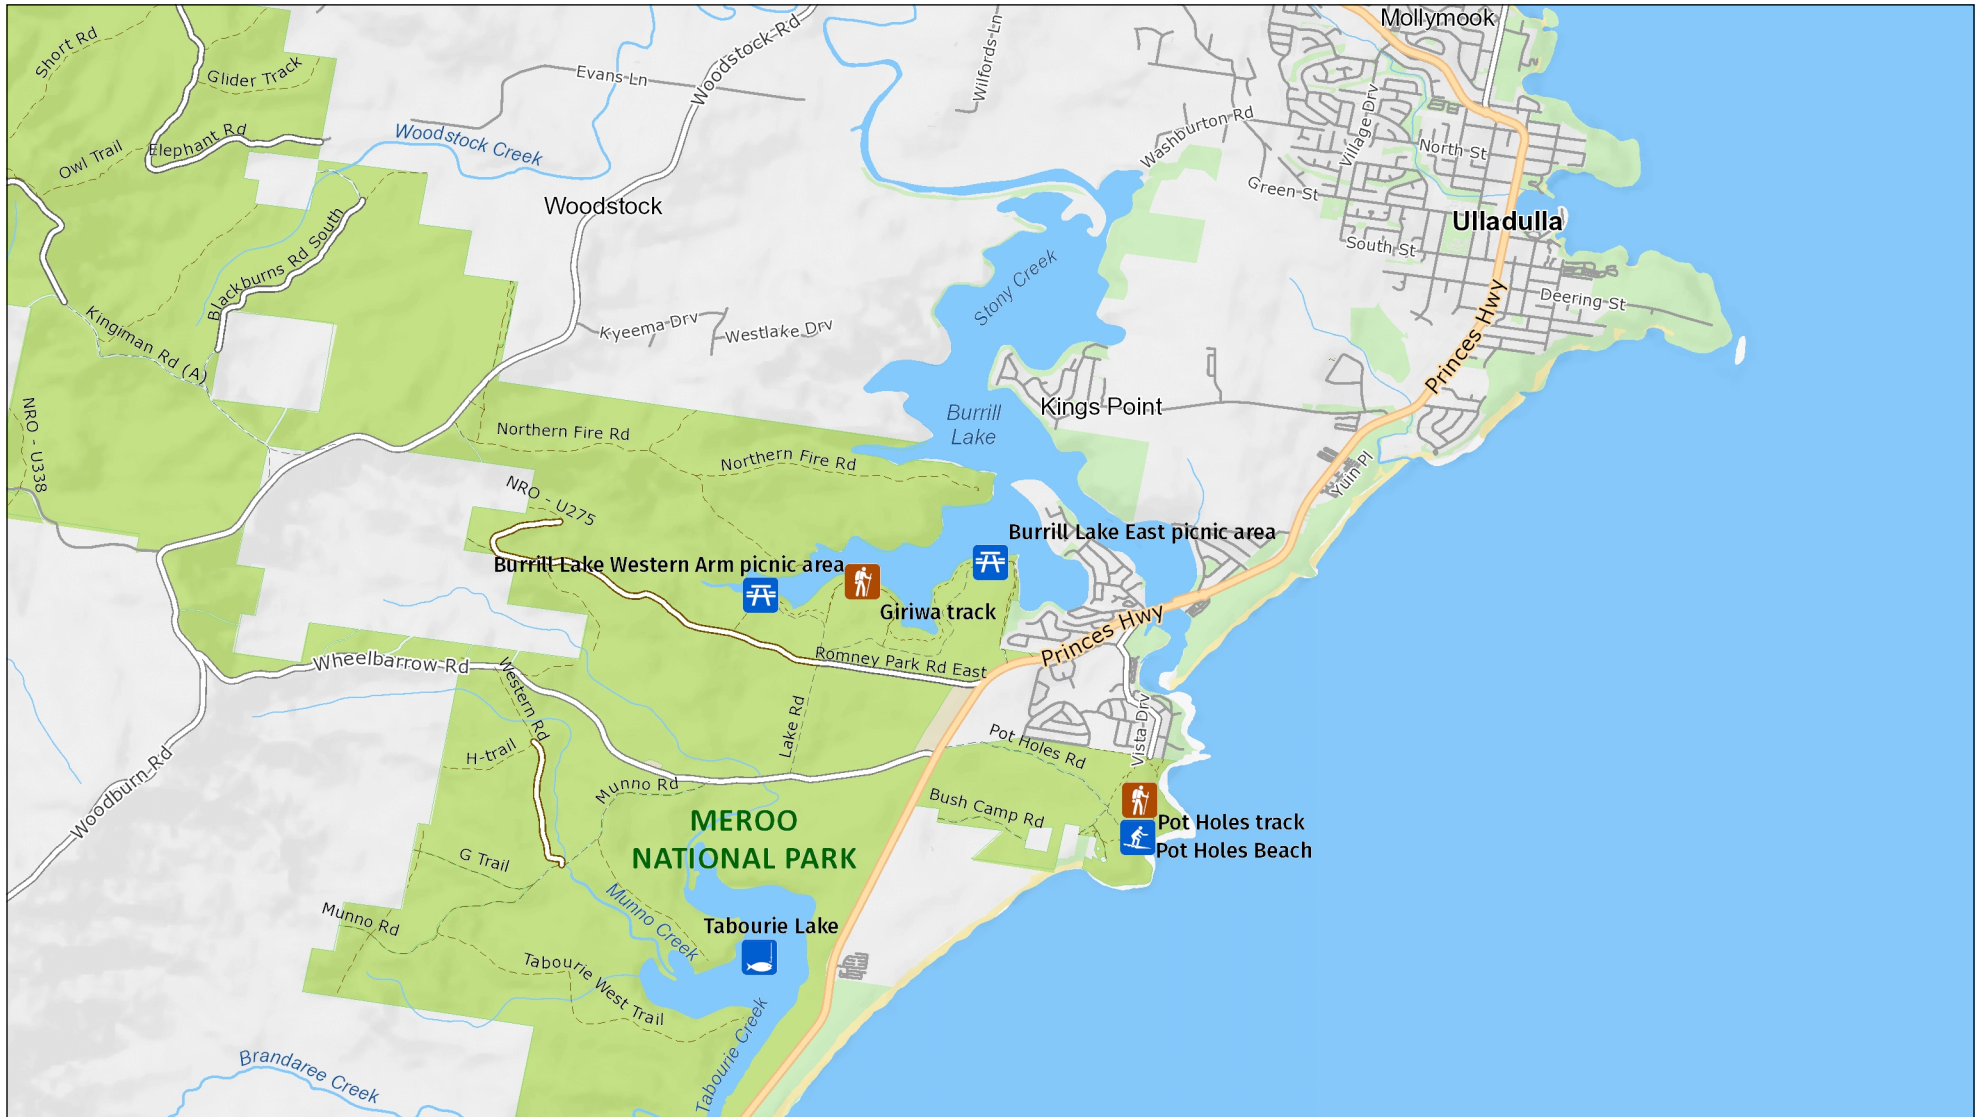 Mollymook
Short Rd
Glider Track
Evans Ln
Woodstock Rd
Wilfords Ln
Village Drv
Washburton Rd
Elephant Rd
Owl Trail
Woodstock Creek
North St
Green St
Woodstock
Ulladulla
South St
Blackburns Rd South
Stony Creek
Deering St
Kingiman Rd (A)
Kyeema Drv
Westlake Drv
Princes Hwy
NRO - U338
Burrill
Lake
Kings Point
Northern Fire Rd
Northern Fire Rd
Yuin Pl
NRO - U275
Burrill Lake East picnic area
Burrill Lake Western Arm picnic area
Giriwa track
Princes Hwy
Wheelbarrow Rd
Romney Park Rd East
Western Rd
Lake Rd
Vista Drv
H-trail
Pot Holes Rd
Woodburn Rd
Munno Rd
Bush Camp Rd
MEROO
NATIONAL PARK
Pot Holes track
Pot Holes Beach
G Trail
Munno Rd
Munno Creek
Tabourie Lake
Tabourie West Trail
Tabourie Creek
Brandaree Creek